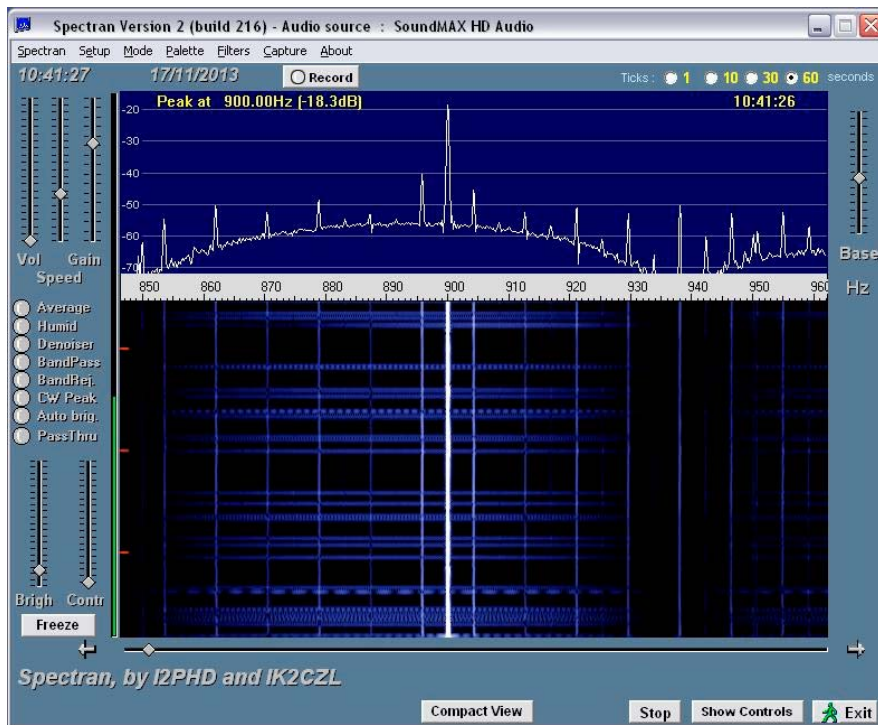 Spectran Version 2 (build 216) - Audio source : SoundMAX HD Audio
Spectran Setup Mode Palette Filters Capture About
10:41:27 17/11/2013 Record Ticks : 1 10 30 60 seconds
Peak at 900.00Hz (-18.3dB) 10:41:26
-20
-30
-40
-50
-60
-70
Vol Gain
Speed
Base
850 860 870 880 890 900 910 920 930 940 950 960
Hz
Average
Humid
Denoiser
BandPass
BandRej.
CW Peak
Auto brig.
PassThru
Brigh Contr
Freeze
Spectran, by I2PHD and IK2CZL
Compact View Stop Show Controls Exit